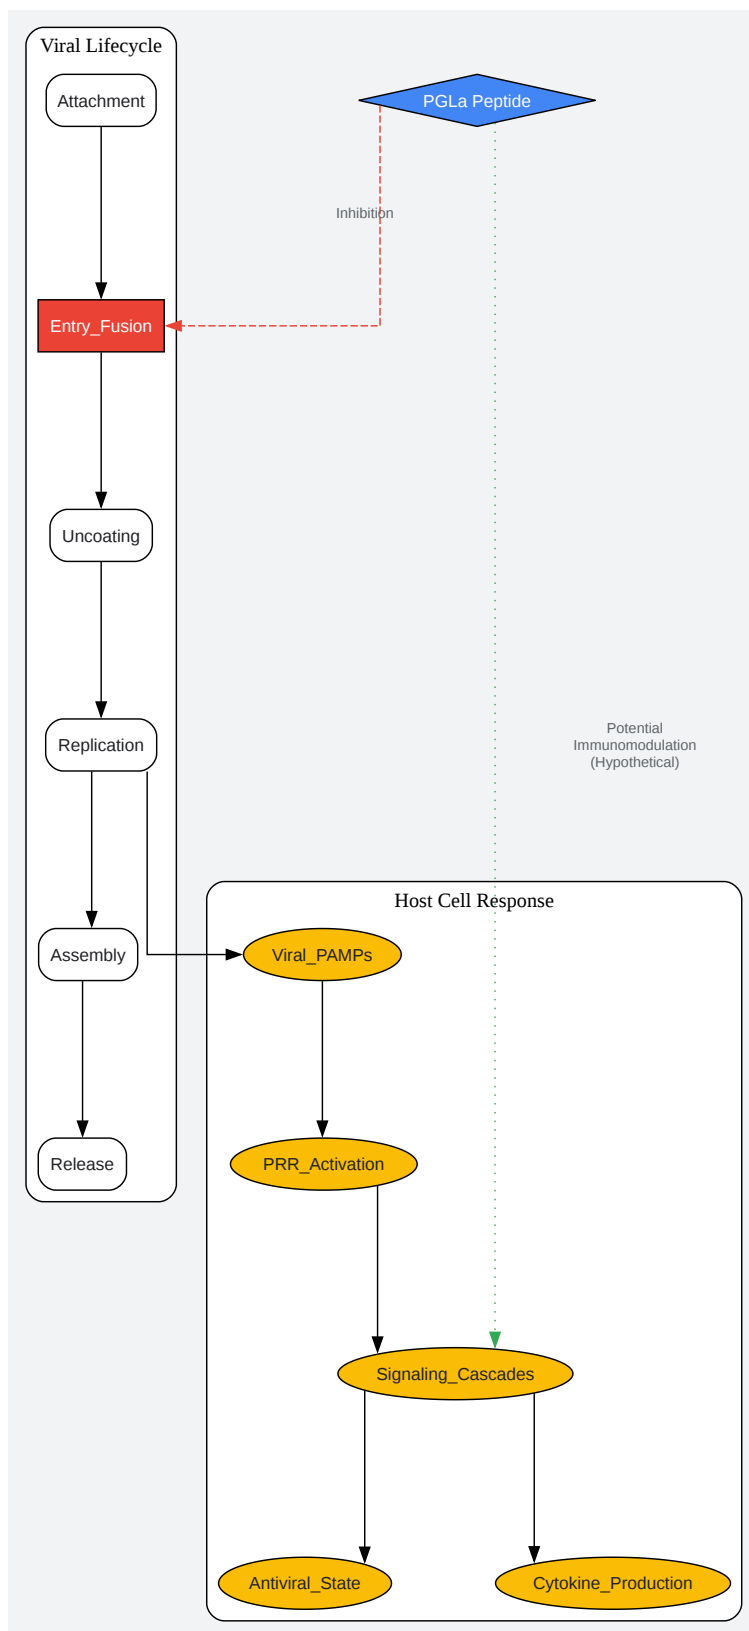 Viral Lifecycle
Attachment
PGLa Peptide
Inhibition
Entry_Fusion
Uncoating
Replication
Potential
Immunomodulation
(Hypothetical)
Host Cell Response
Assembly
Viral_PAMPs
Release
PRR_Activation
Signaling_Cascades
Antiviral_State
Cytokine_Production